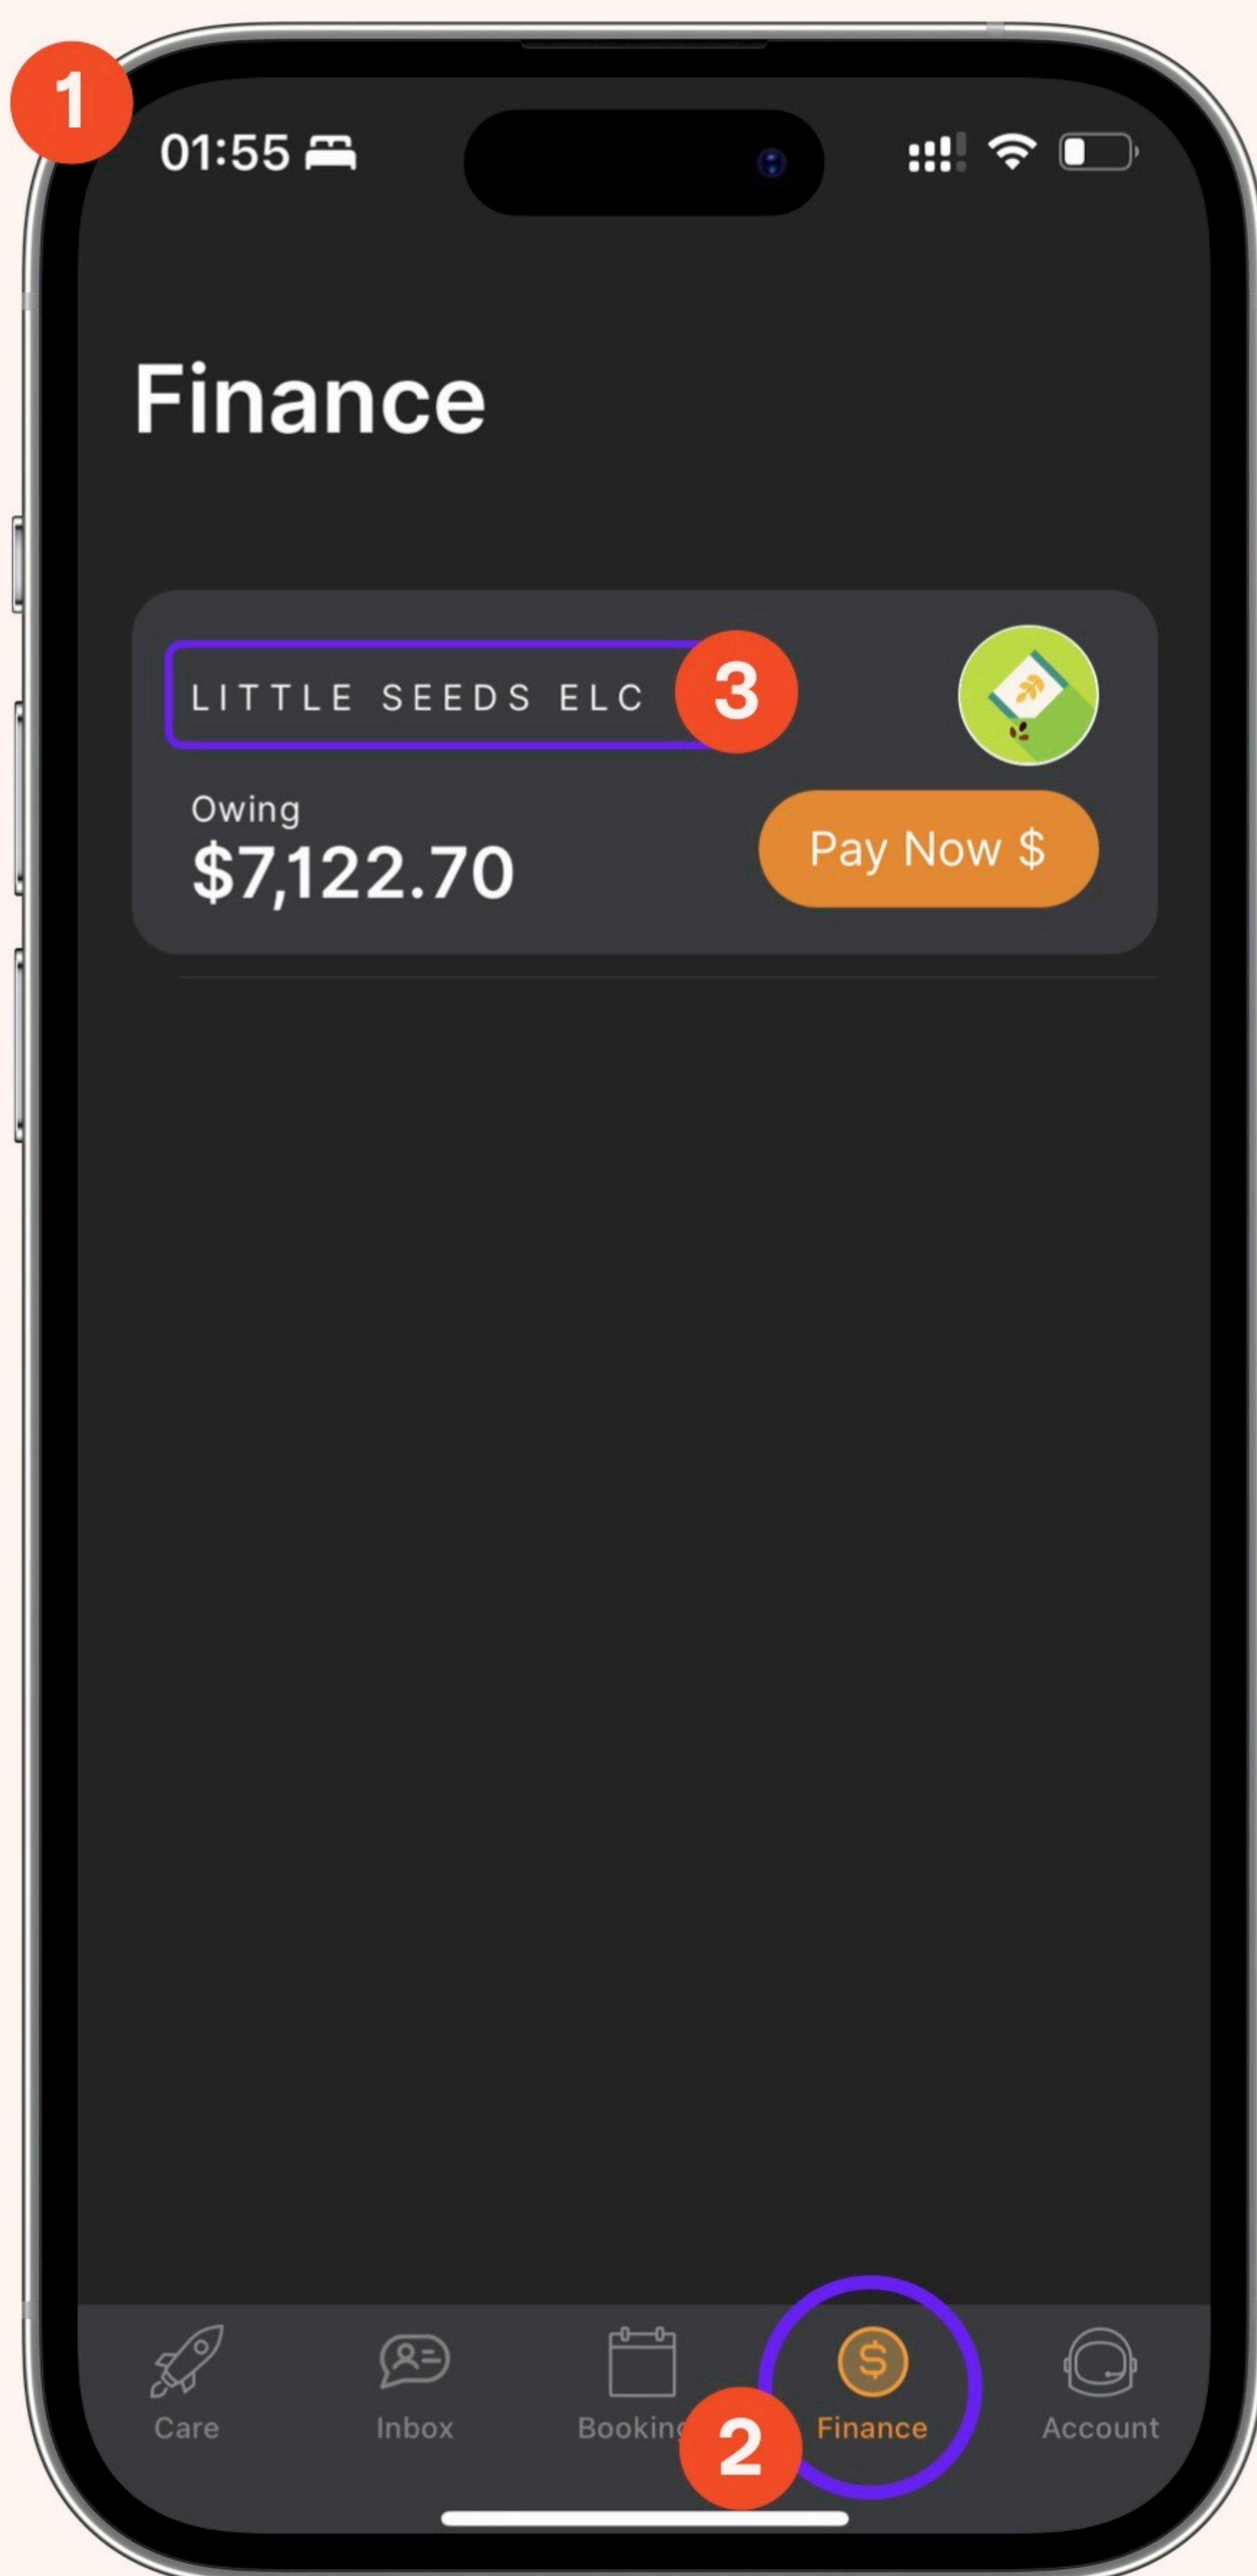 1
01:55
Finance
LITTLE SEEDS ELC
3
Owing
$7,122.70
Pay Now $
Care
Inbox
Booking
2
Finance
Account